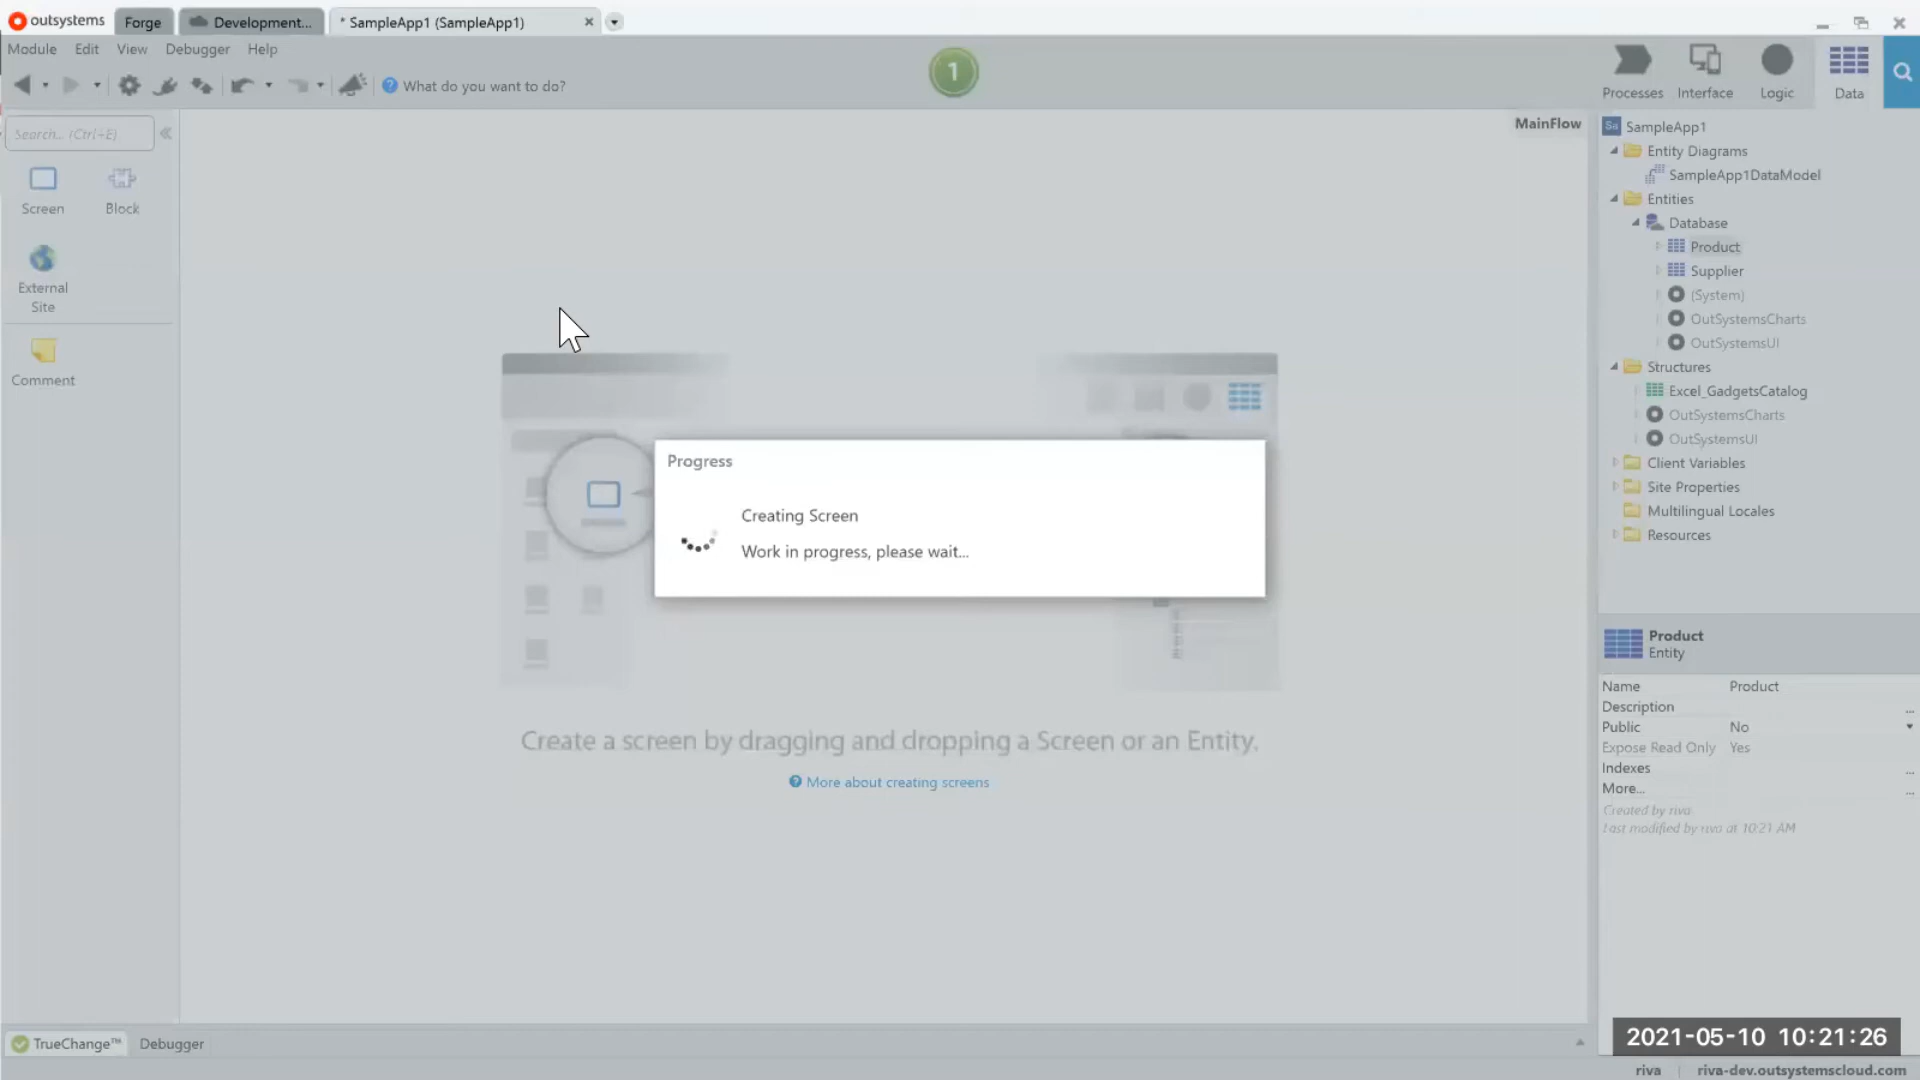 outsystems
Forge
Development...
* SampleApp1 (SampleApp1)
Module
Edit
View
Debugger
Help
What do you want to do?
1
Processes
Interface
Logic
Data
Search... (Ctrl+E)
Screen
Block
External
Site
Comment
MainFlow
Progress
Creating Screen
Work in progress, please wait...
Create a screen by dragging and dropping a Screen or an Entity.
More about creating screens
SampleApp1
Entity Diagrams
SampleApp1DataModel
Entities
Database
Product
Supplier
(System)
OutSystemsCharts
OutSystemsUI
Structures
Excel_GadgetsCatalog
OutSystemsCharts
OutSystemsUI
Client Variables
Site Properties
Multilingual Locales
Resources
Product
Entity
Name Product
Description ...
Public No
Expose Read Only Yes
Indexes ...
More... ...
Created by riva
Last modified by riva at 10:21 AM
TrueChange™
Debugger
2021-05-10 10:21:26
riva
riva-dev.outsystemscloud.com